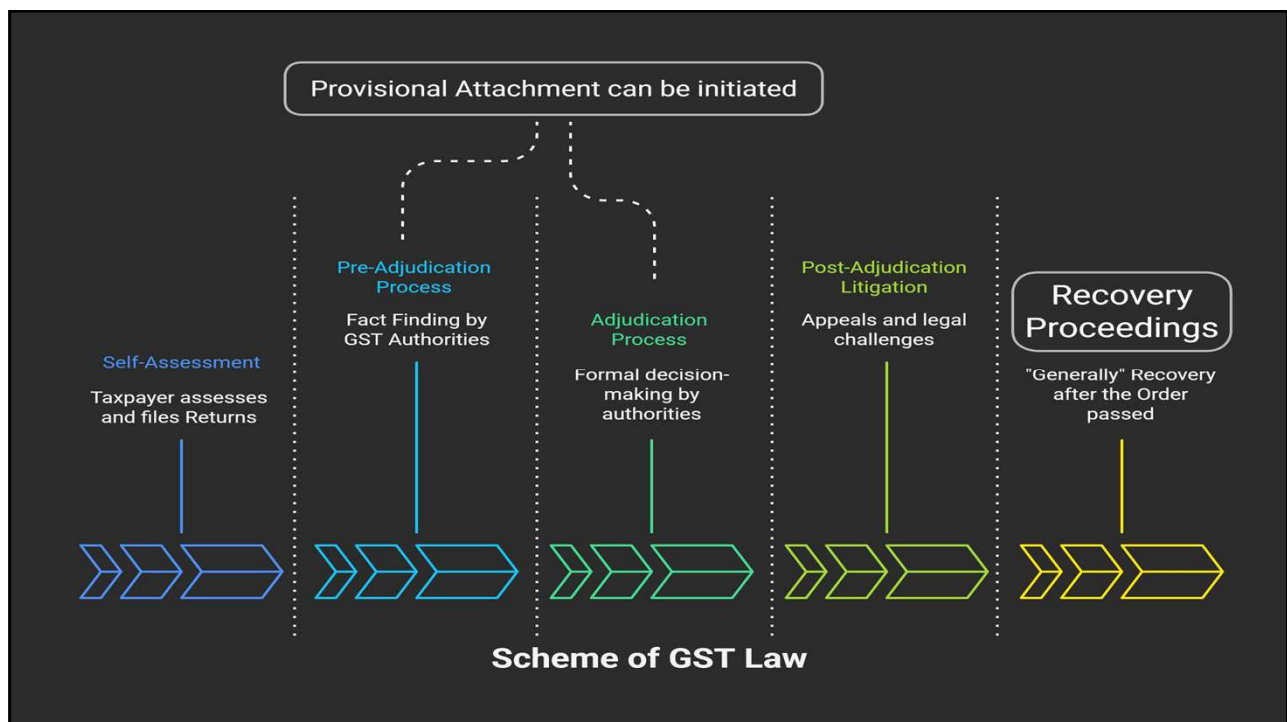 Provisional Attachment can be initiated
Self-Assessment
Taxpayer assesses
and files Returns
Pre-Adjudication
Process
Fact Finding by
GST Authorities
Adjudication
Process
Formal decision-
making by
authorities
Post-Adjudication
Litigation
Appeals and legal
challenges
Recovery
Proceedings
"Generally" Recovery
after the Order
passed
Scheme of GST Law